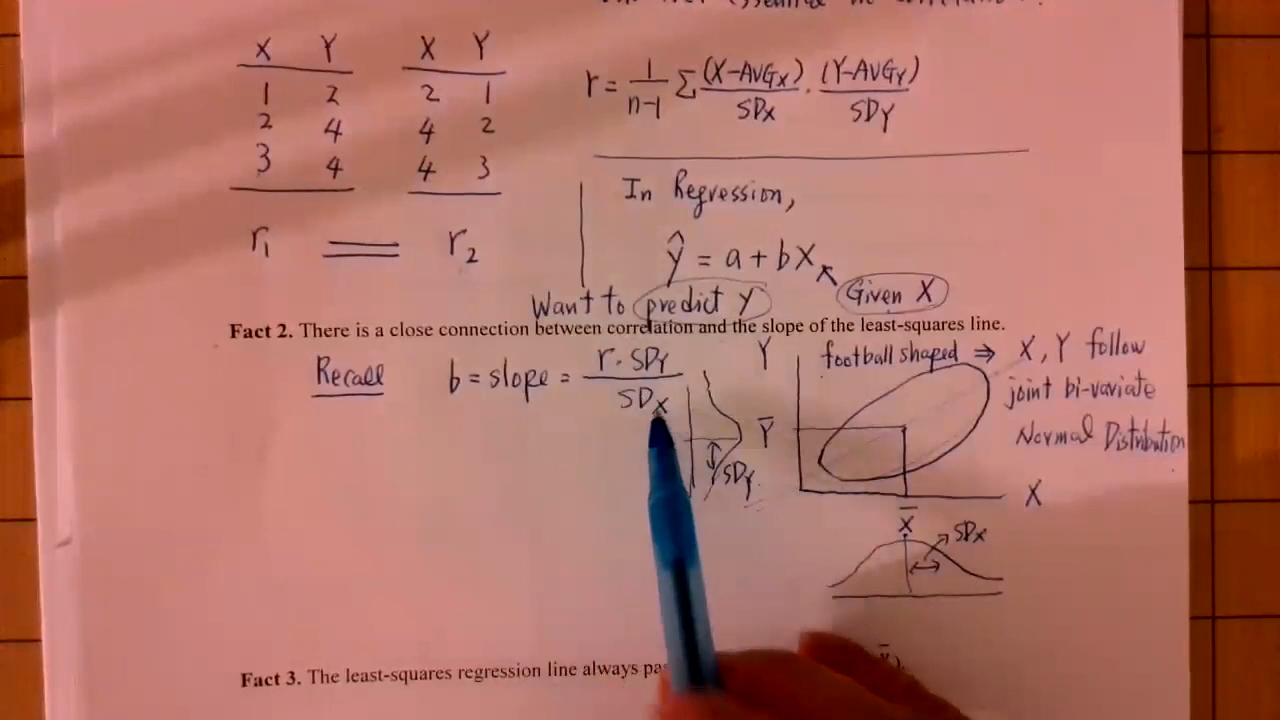 X Y X Y
1 2 2 1
2 4 4 2
3 4 4 3
r₁ = r₂
r = 1/(n-1) Σ (X-AVGx)/SDx · (Y-AVGY)/SDY
In Regression,
ŷ = a + bX
Want to predict Y Given X
Fact 2. There is a close connection between correlation and the slope of the least-squares line.
Recall b = slope = r · SDY / SDX
Y football shaped ⇒ X, Y follow
joint bi-variate
Normal Distribution
Ȳ
SDY
X
X̄
SDx
Fact 3. The least-squares regression line always